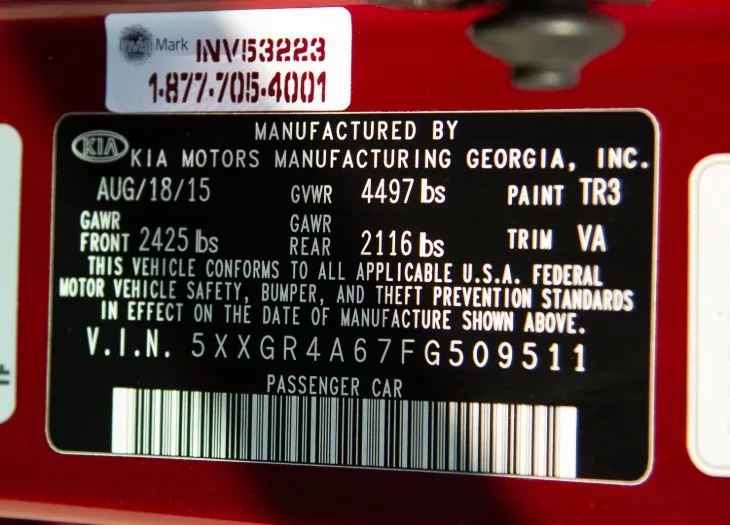 InVisi Mark INV53223
1·877·705·4001
MANUFACTURED BY
KIA KIA MOTORS MANUFACTURING GEORGIA, INC.
AUG/18/15 GVWR 4497 lbs PAINT TR3
GAWR FRONT 2425 lbs GAWR REAR 2116 lbs TRIM VA
THIS VEHICLE CONFORMS TO ALL APPLICABLE U.S.A. FEDERAL
MOTOR VEHICLE SAFETY, BUMPER, AND THEFT PREVENTION STANDARDS
IN EFFECT ON THE DATE OF MANUFACTURE SHOWN ABOVE.
V.I.N. 5XXGR4A67FG509511
PASSENGER CAR